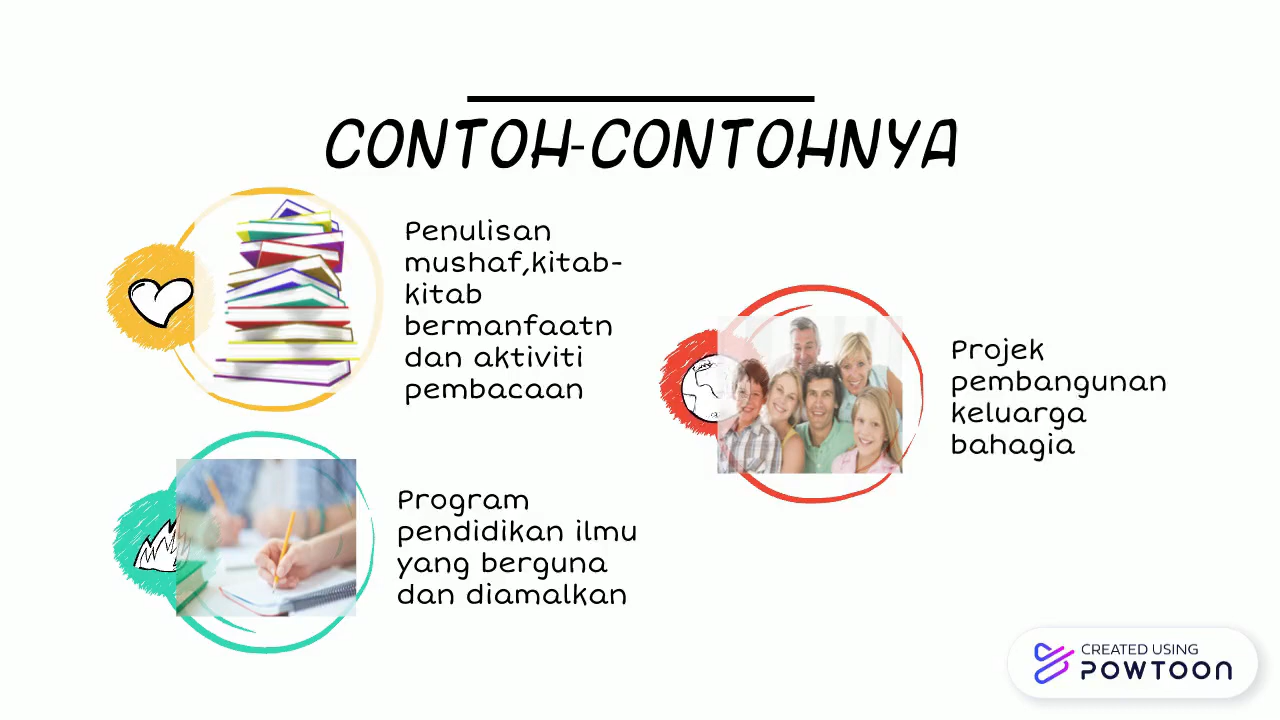 CONTOH-CONTOHNYA
Penulisan
mushaf,kitab-
kitab
bermanfaatn
dan aktiviti
pembacaan
Projek
pembangunan
keluarga
bahagia
Program
pendidikan ilmu
yang berguna
dan diamalkan
CREATED USING
POWTOON